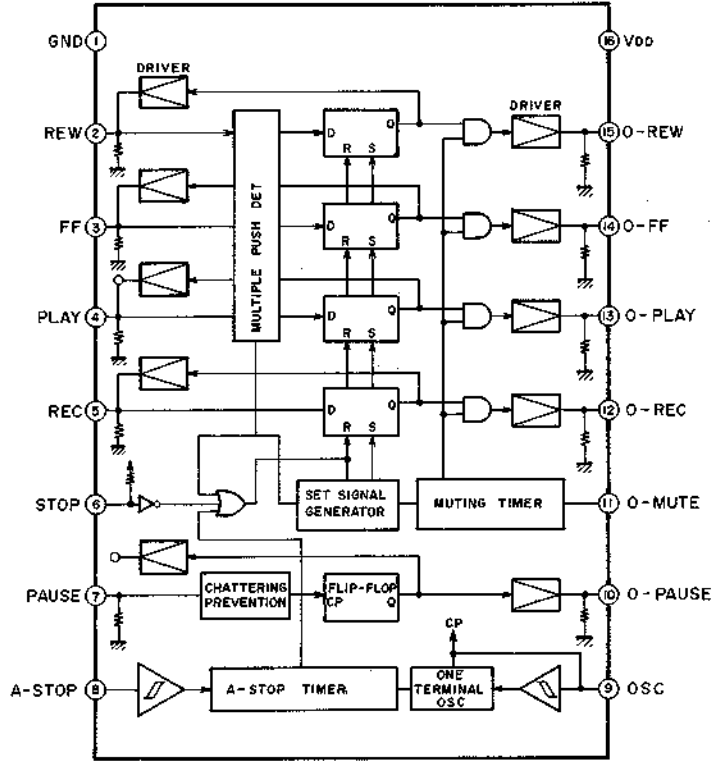 GND 1
16 VDD
DRIVER
DRIVER
REW 2
D Q
R S
15 O-REW
MULTIPLE PUSH DET
FF 3
D Q
R S
14 O-FF
PLAY 4
D Q
R S
13 O-PLAY
REC 5
D Q
R S
12 O-REC
STOP 6
SET SIGNAL
GENERATOR
MUTING TIMER
11 O-MUTE
PAUSE 7
CHATTERING
PREVENTION
FLIP-FLOP
CP Q
10 O-PAUSE
CP
A-STOP 8
A-STOP TIMER
ONE
TERMINAL
OSC
9 OSC